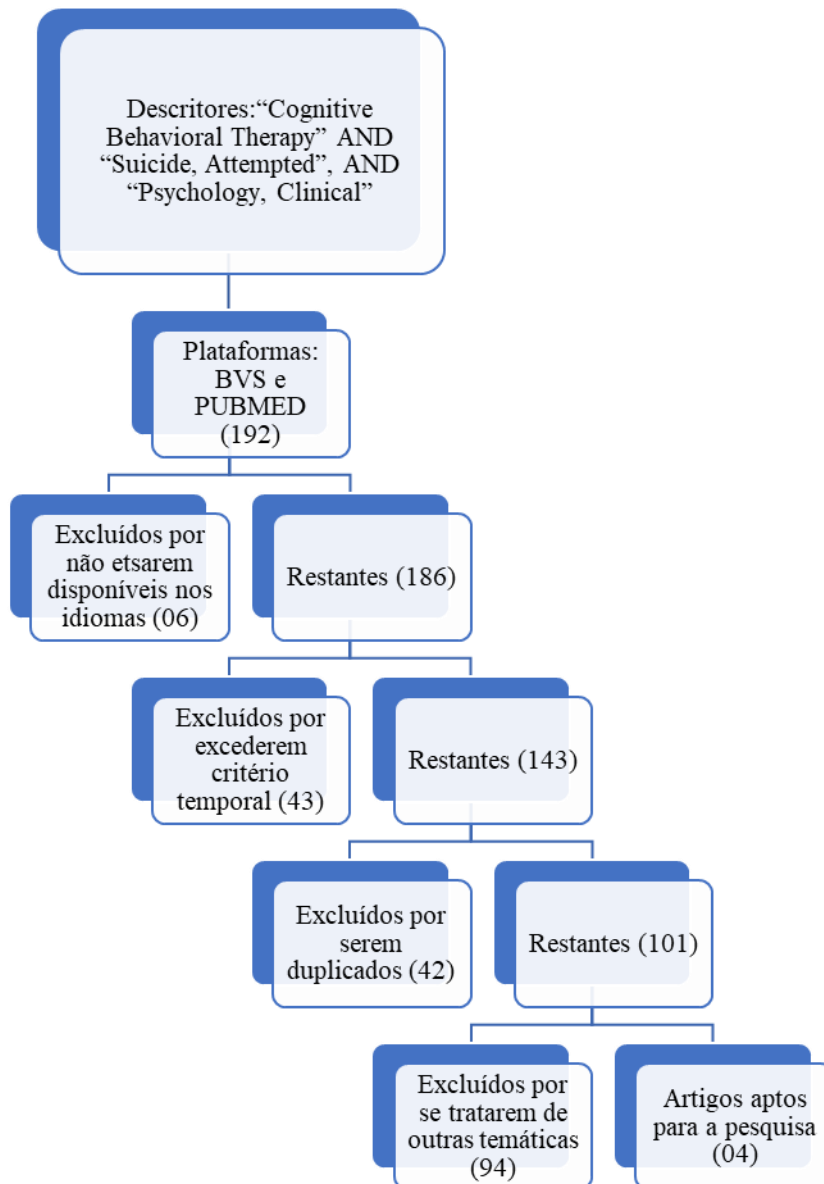 Descritores:“Cognitive
Behavioral Therapy” AND
“Suicide, Attempted”, AND
“Psychology, Clinical”
Plataformas:
BVS e
PUBMED
(192)
Excluídos por
não etsarem
disponíveis nos
idiomas (06)
Restantes (186)
Excluídos por
excederem
critério
temporal (43)
Restantes (143)
Excluídos por
serem
duplicados (42)
Restantes (101)
Excluídos por
se tratarem de
outras temáticas
(94)
Artigos aptos
para a pesquisa
(04)